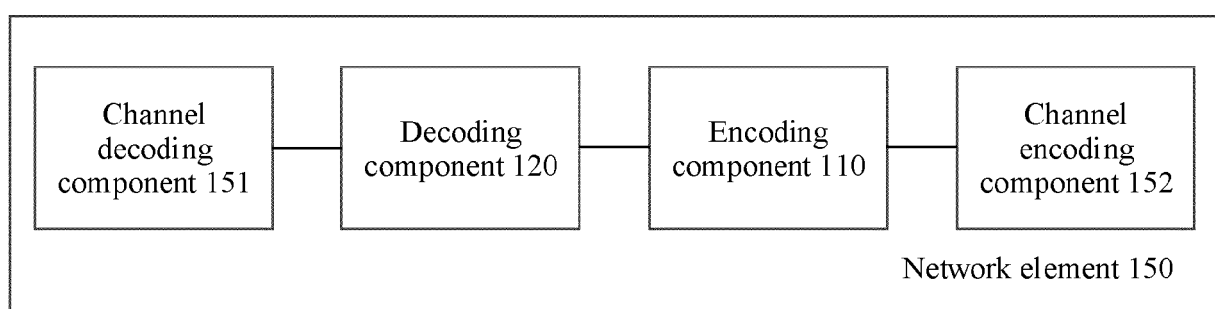 Channel
decoding
component 151
Decoding
component 120
Encoding
component 110
Channel
encoding
component 152
Network element 150